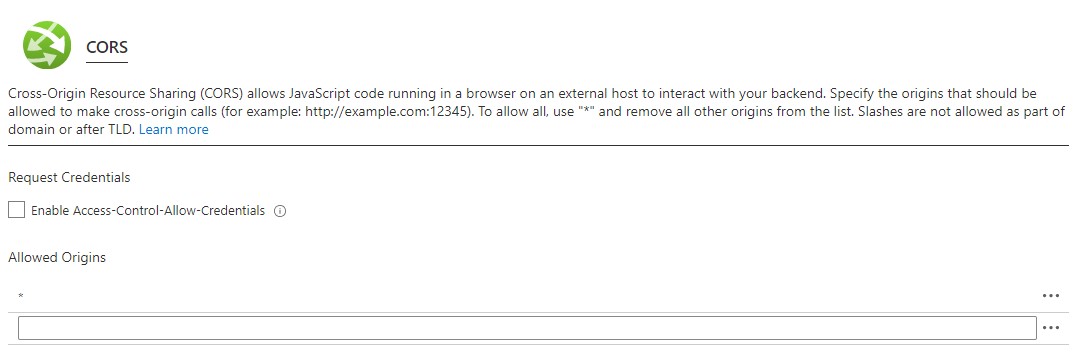 CORS
Cross-Origin Resource Sharing (CORS) allows JavaScript code running in a browser on an external host to interact with your backend. Specify the origins that should be
allowed to make cross-origin calls (for example: http://example.com:12345). To allow all, use "*" and remove all other origins from the list. Slashes are not allowed as part of
domain or after TLD. Learn more
Request Credentials
Enable Access-Control-Allow-Credentials
Allowed Origins
*